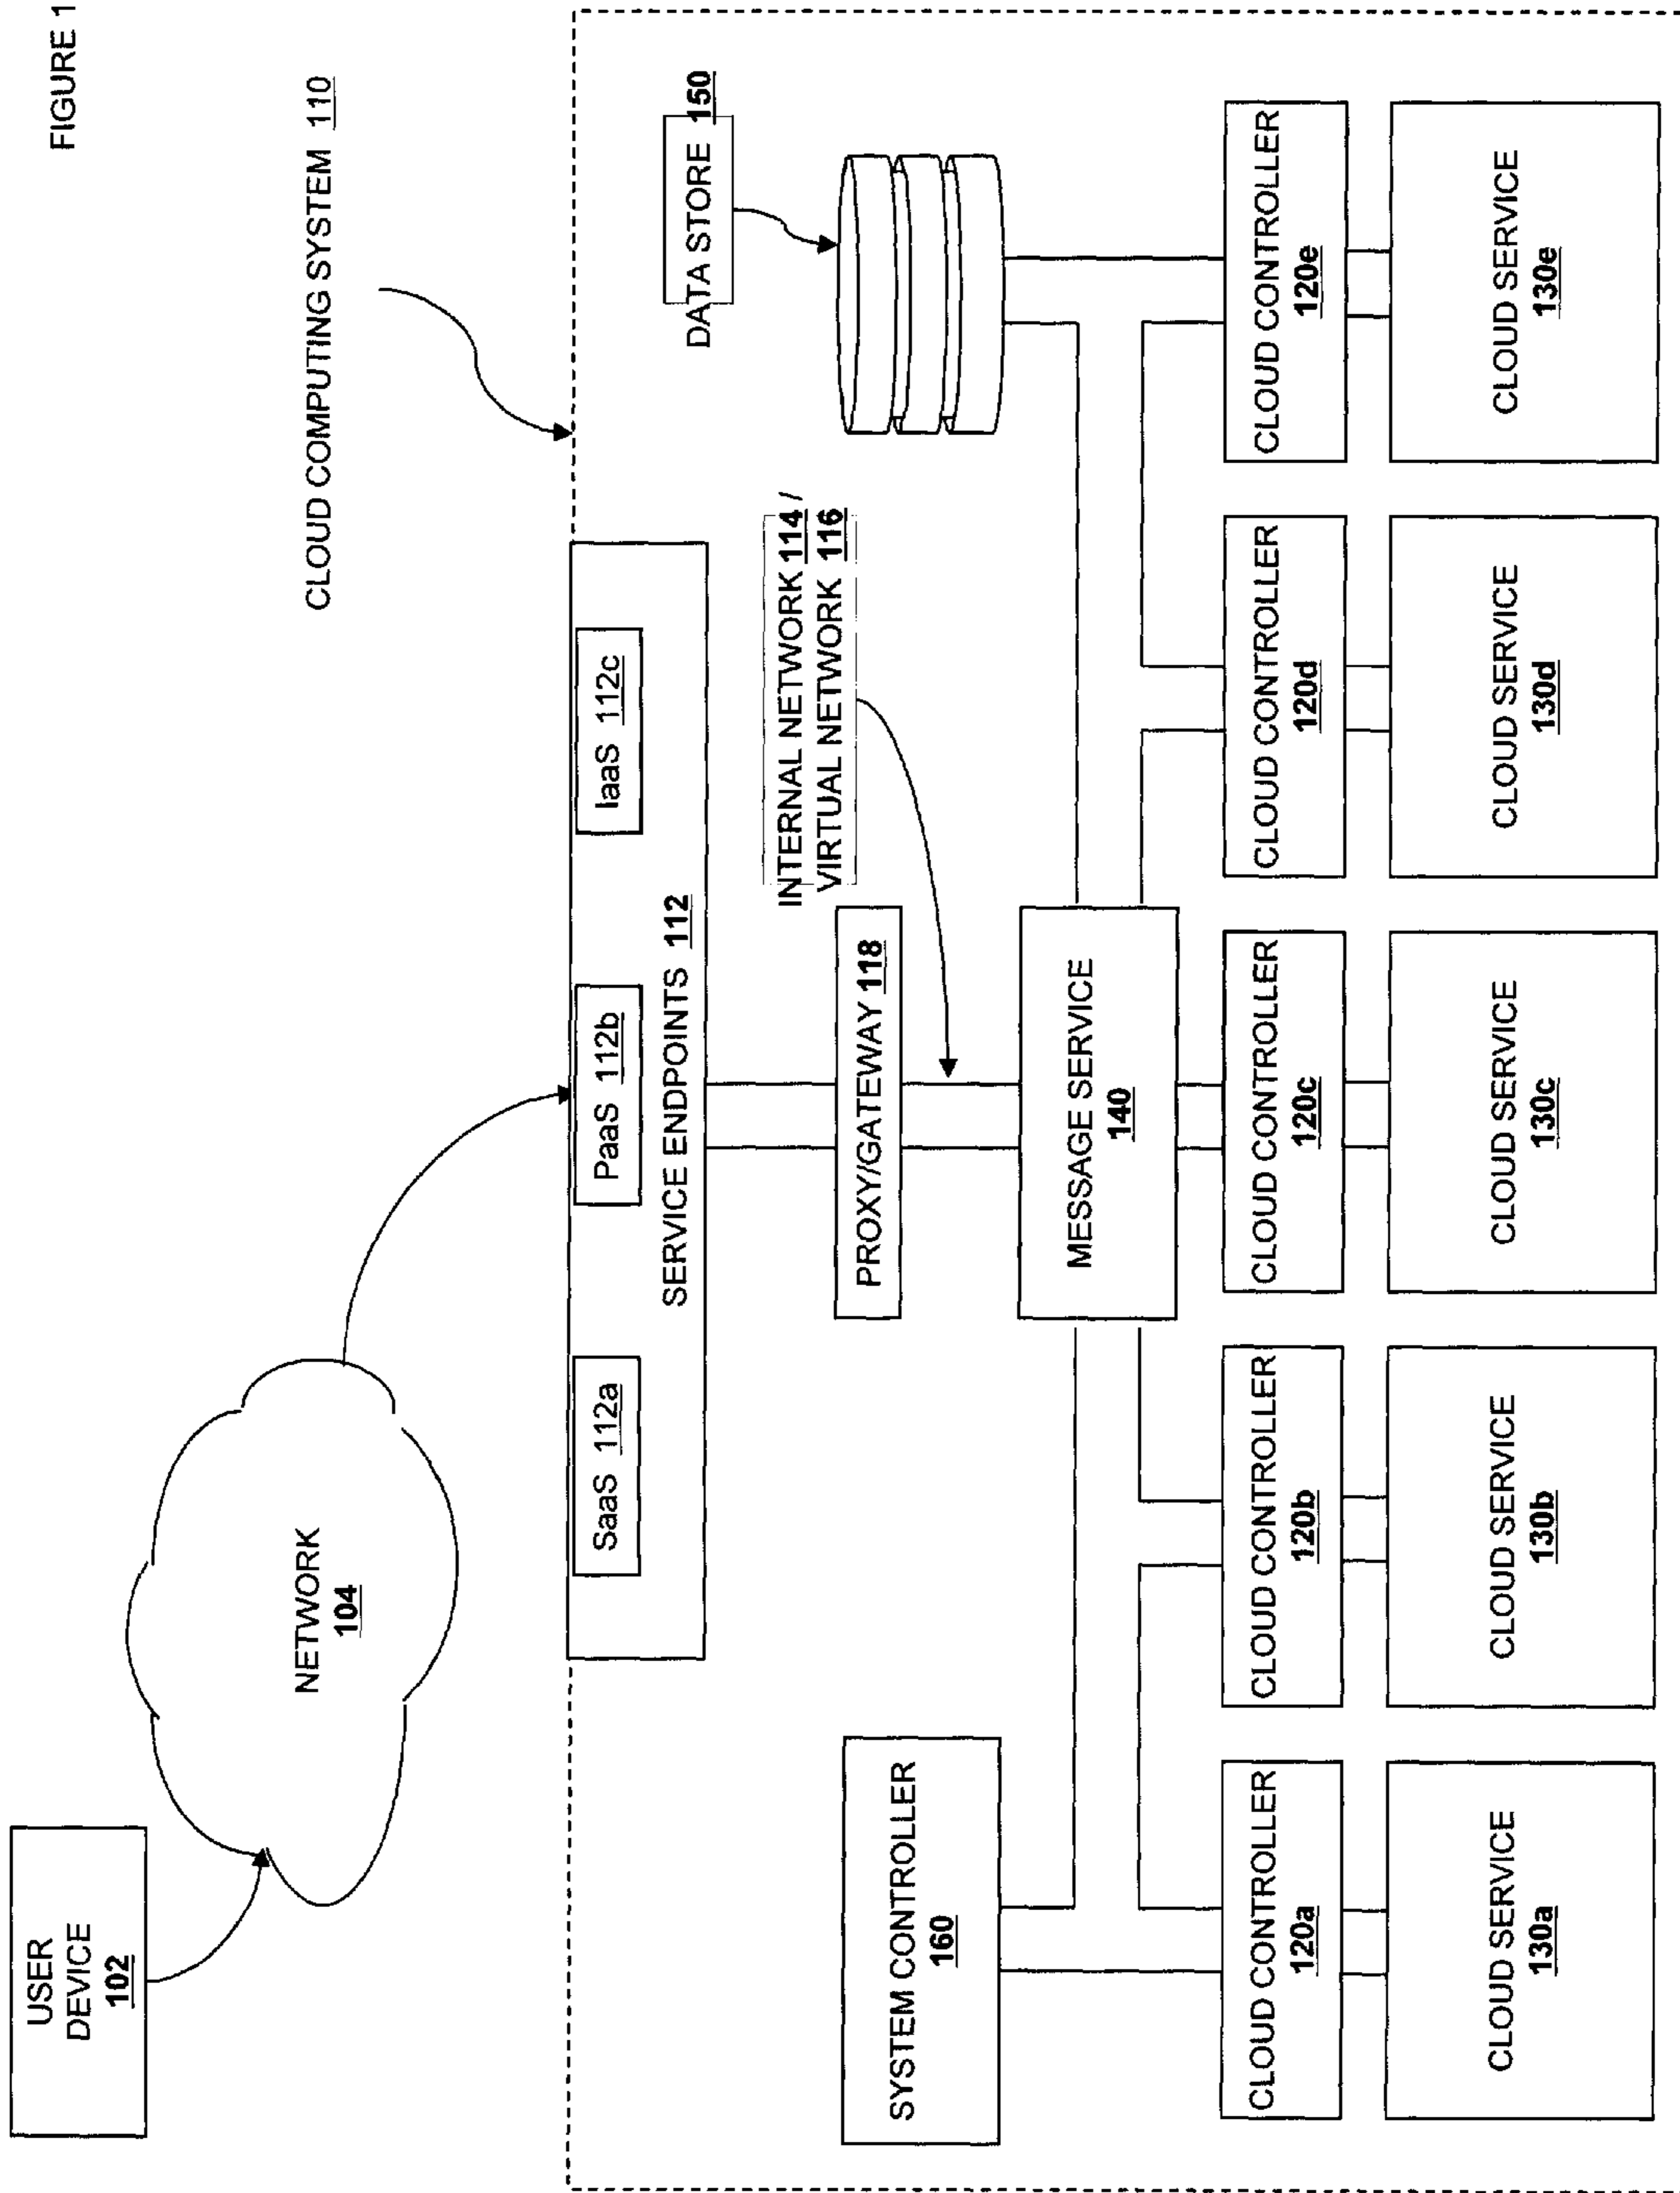 FIGURE 1
USER
DEVICE
102
NETWORK
104
CLOUD COMPUTING SYSTEM 110
SaaS 112a
PaaS 112b
IaaS 112c
SERVICE ENDPOINTS 112
DATA STORE 150
INTERNAL NETWORK 114 /
VIRTUAL NETWORK 116
PROXY/GATEWAY 118
SYSTEM CONTROLLER
160
MESSAGE SERVICE
140
CLOUD CONTROLLER
120a
CLOUD CONTROLLER
120b
CLOUD CONTROLLER
120c
CLOUD CONTROLLER
120d
CLOUD CONTROLLER
120e
CLOUD SERVICE
130a
CLOUD SERVICE
130b
CLOUD SERVICE
130c
CLOUD SERVICE
130d
CLOUD SERVICE
130e